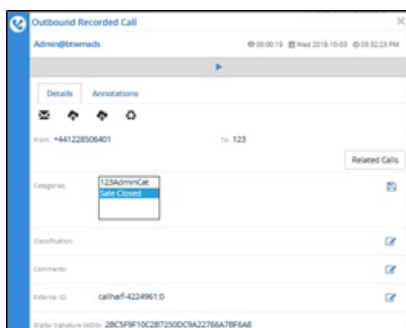 Outbound Recorded Call
Admin@btwrnads 00:00:19 Wed 2018-10-03 03:32:23 PM
Details Annotations
From: +441228506401 To: 123
Related Calls
Categories: 123AdminCat
Sale Closed
Classification:
Comments:
External ID: callhalf-4224961:0
Digital Signature (MD5): 2BC5F9F10C2B7250DC9A22766A7BF6A8